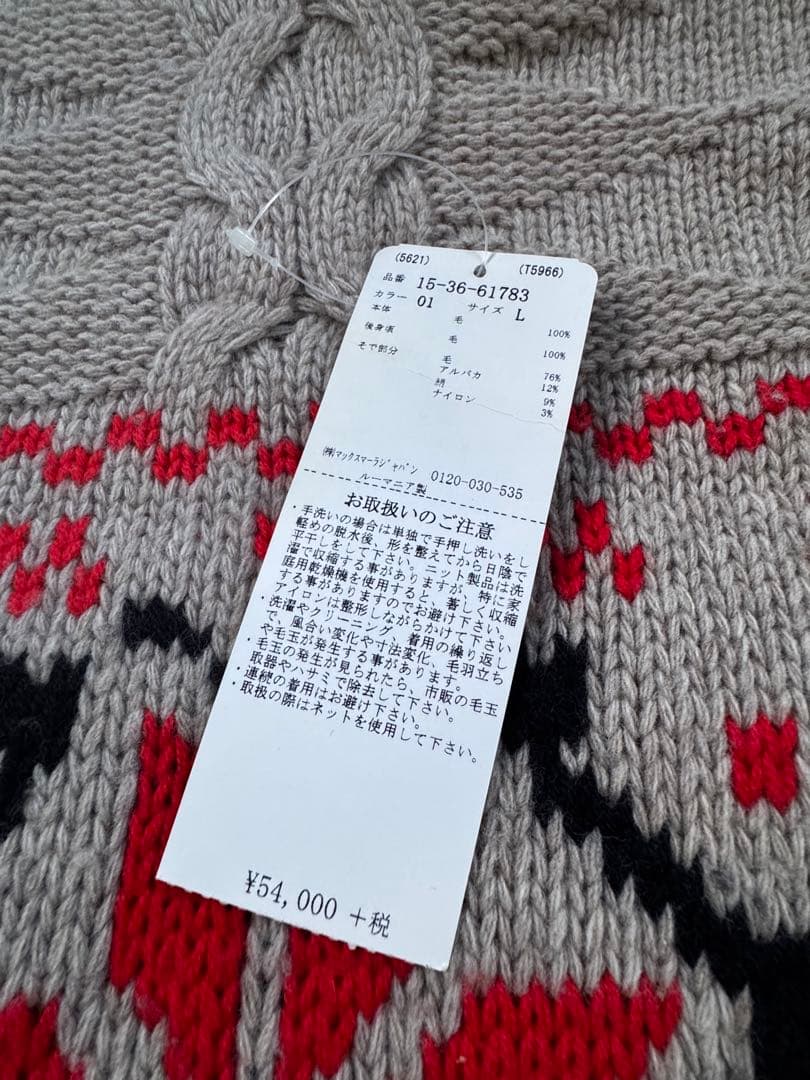 (5621) (T5966)
品番 15-36-61783
カラー 01 サイズ L
本体 毛 100%
後身頃 毛 100%
そで部分 毛 76%
アルパカ 12%
絹 9%
ナイロン 3%
㈱ﾏｯｸｽﾏｰﾗｼﾞｬﾊﾟﾝ 0120-030-535
ルーマニア製
お取扱いのご注意
・手洗いの場合は単独で手押し洗いをし
軽めの脱水後、形を整えてから日陰で
平干しをして下さい。ニット製品は洗
濯で収縮する事がありますが、特に家
庭用乾燥機を使用すると、著しく収縮
する事がありますのでお避け下さい。
アイロンは整形しながらかけて下さい
・洗濯やクリーニング、着用の繰り返し
で、風合い変化や寸法変化、毛羽立ち
や毛玉が発生する事があります。
・毛玉の発生が見られたら、市販の毛玉
取器やハサミで除去して下さい。
・連続の着用はお避け下さい。
・取扱の際はネットを使用して下さい。
¥54,000 +税